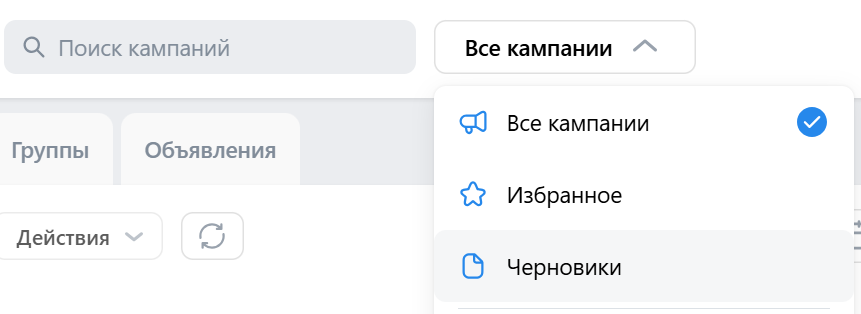 Поиск кампаний
Все кампании
Группы
Объявления
Все кампании
Избранное
Действия
Черновики